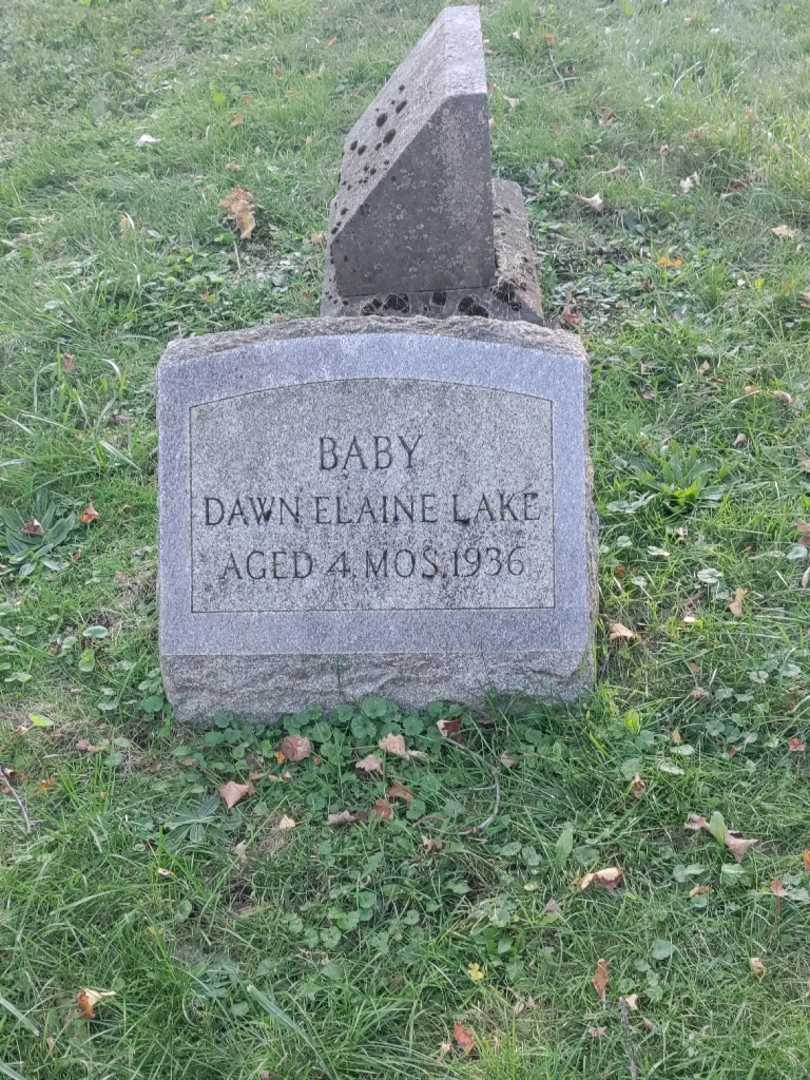 BABY
DAWN ELAINE LAKE
AGED 4. MOS. 1936